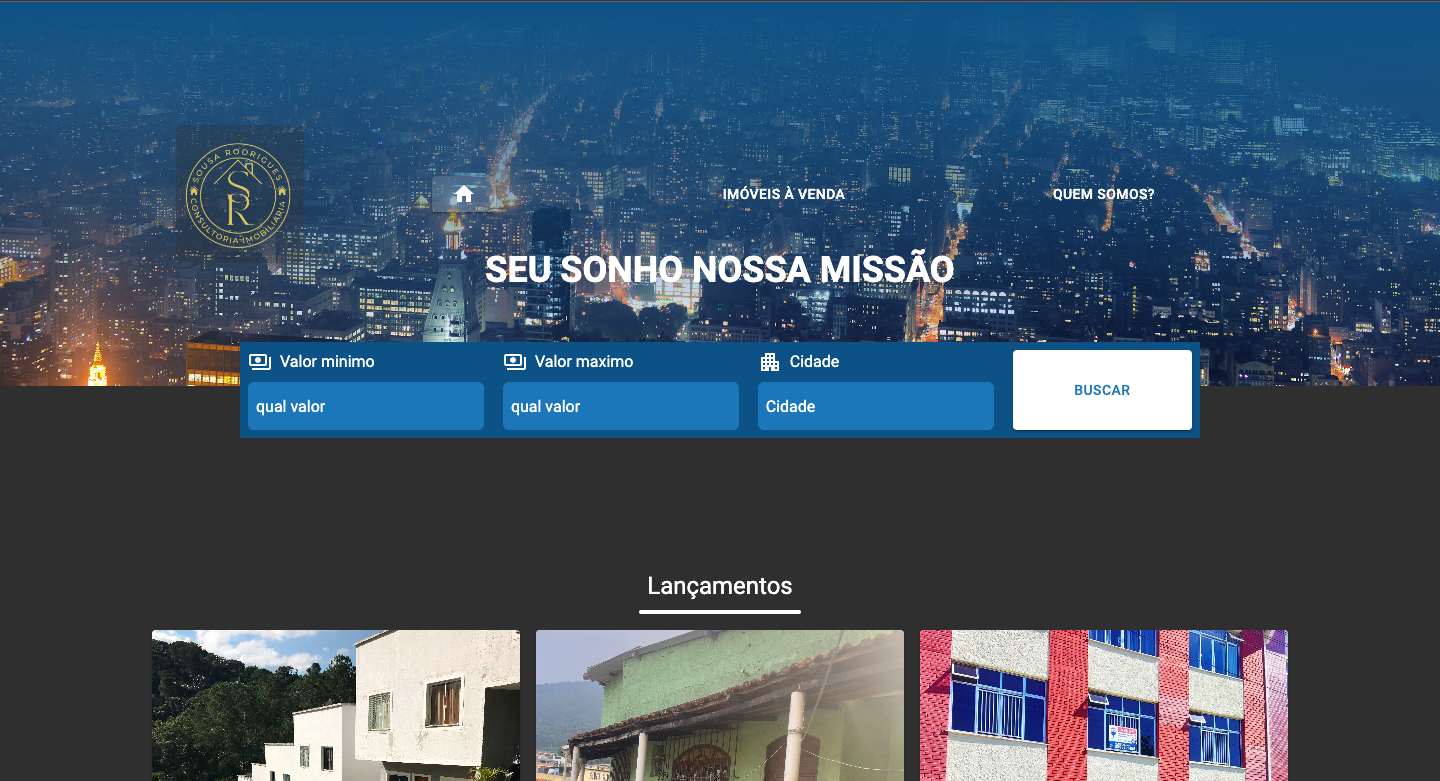 SOUSA RODRIGUES
SR
CONSULTORIA IMOBILIARIA
IMÓVEIS À VENDA
QUEM SOMOS?
SEU SONHO NOSSA MISSÃO
Valor minimo
Valor maximo
Cidade
qual valor
qual valor
Cidade
BUSCAR
Lançamentos